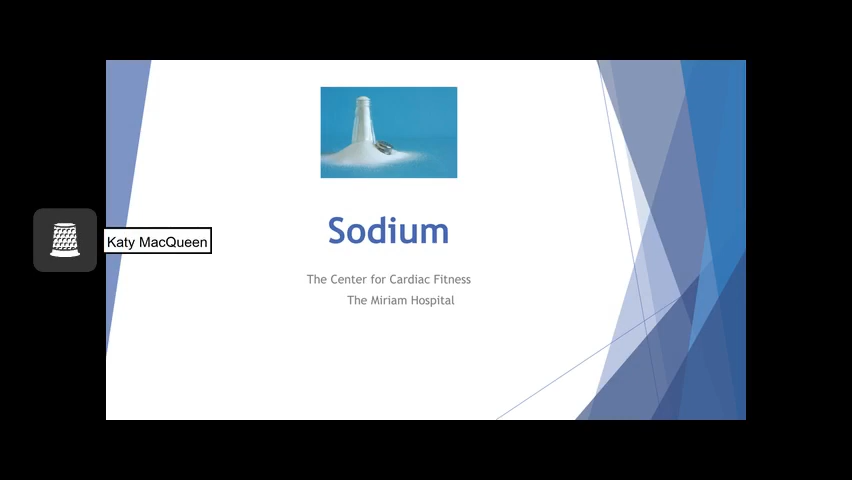 Sodium
Katy MacQueen
The Center for Cardiac Fitness
The Miriam Hospital